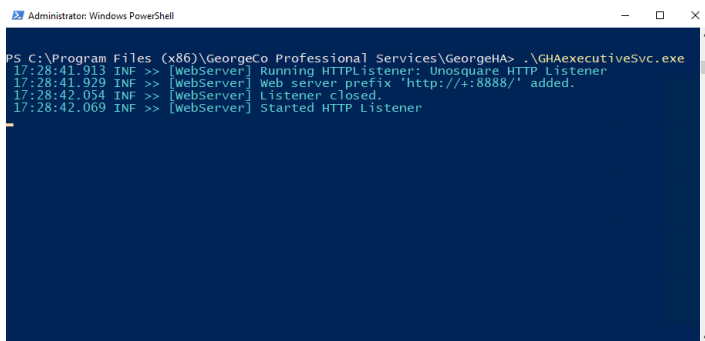 Administrator: Windows PowerShell
PS C:\Program Files (x86)\GeorgeCo Professional Services\GeorgeHA> .\GHAexecutiveSvc.exe
17:28:41.913 INF >> [WebServer] Running HTTPListener: Unosquare HTTP Listener
17:28:41.929 INF >> [WebServer] Web server prefix 'http://+:8888/' added.
17:28:42.054 INF >> [WebServer] Listener closed.
17:28:42.069 INF >> [WebServer] Started HTTP Listener